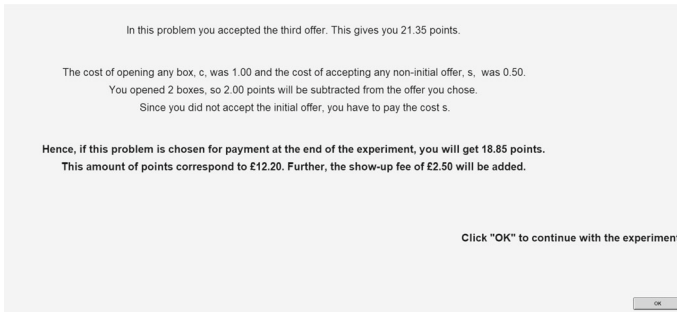 In this problem you accepted the third offer. This gives you 21.35 points.
The cost of opening any box, c, was 1.00 and the cost of accepting any non-initial offer, s, was 0.50.
You opened 2 boxes, so 2.00 points will be subtracted from the offer you chose.
Since you did not accept the initial offer, you have to pay the cost s.
Hence, if this problem is chosen for payment at the end of the experiment, you will get 18.85 points.
This amount of points correspond to £12.20. Further, the show-up fee of £2.50 will be added.
Click "OK" to continue with the experiment
OK